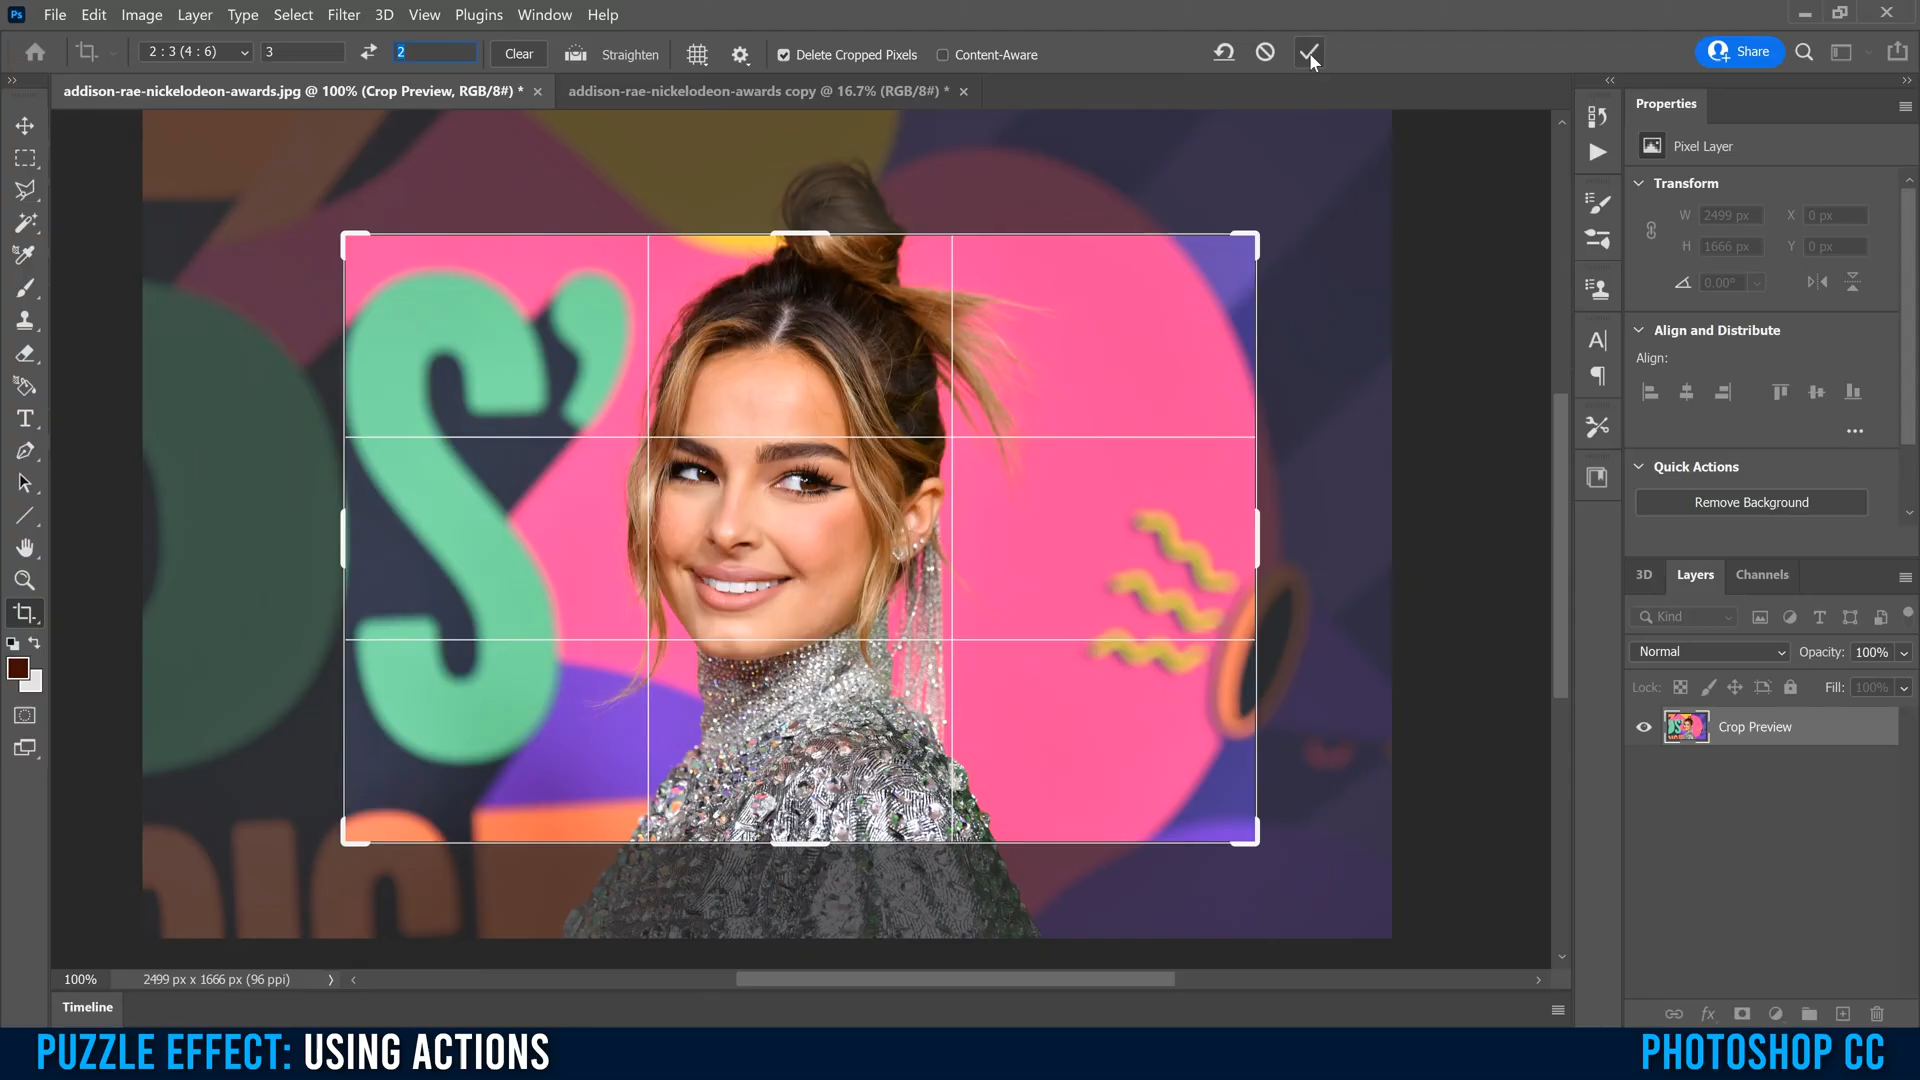 Ps File Edit Image Layer Type Select Filter 3D View Plugins Window Help
2 : 3 (4 : 6) 3 2 Clear Straighten Delete Cropped Pixels Content-Aware Share
addison-rae-nickelodeon-awards.jpg @ 100% (Crop Preview, RGB/8#) * addison-rae-nickelodeon-awards copy @ 16.7% (RGB/8#) *
Properties
Pixel Layer
Transform
W 2499 px X 0 px
H 1666 px Y 0 px
0.00°
Align and Distribute
Align:
Quick Actions
Remove Background
3D Layers Channels
Kind
Normal Opacity: 100%
Lock: Fill: 100%
Crop Preview
S'
100% 2499 px x 1666 px (96 ppi)
Timeline
PUZZLE EFFECT: USING ACTIONS
PHOTOSHOP CC